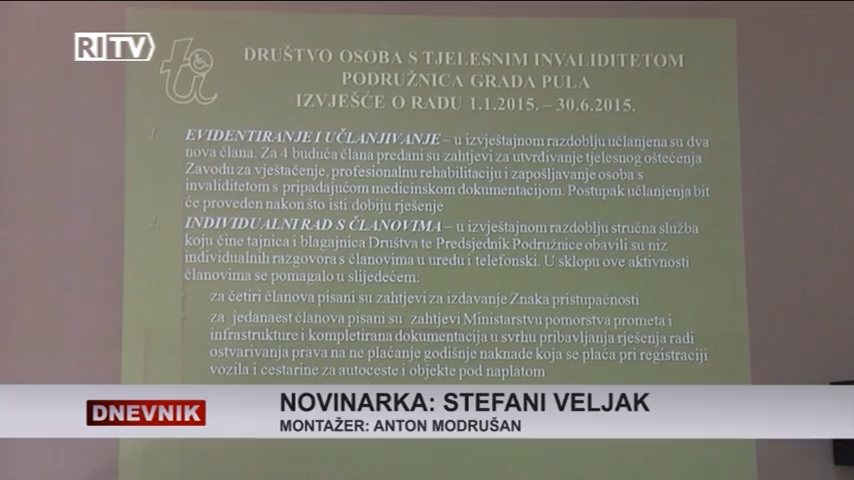 RI TV
DRUŠTVO OSOBA S TJELESNIM INVALIDITETOM
PODRUŽNICA GRADA PULA
IZVJEŠĆE O RADU 1.1.2015. – 30.6.2015.
1. EVIDENTIRANJE I UČLANJIVANJE – u izvještajnom razdoblju učlanjena su dva
nova člana. Za 4 buduća člana predani su zahtjevi za utvrđivanje tjelesnog oštećenja
Zavodu za vještačenje, profesionalnu rehabilitaciju i zapošljavanje osoba s
invaliditetom s pripadajućom medicinskom dokumentacijom. Postupak učlanjenja bit
će proveden nakon što isti dobiju rješenje
2. INDIVIDUALNI RAD S ČLANOVIMA – u izvještajnom razdoblju stručna služba
koju čine tajnica i blagajnica Društva te Predsjednik Podružnice obavili su niz
individualnih razgovora s članovima u uredu i telefonski. U sklopu ove aktivnosti
članovima se pomagalo u slijedećem:
za četiri članova pisani su zahtjevi za izdavanje Znaka pristupačnosti
za jedanaest članova pisani su zahtjevi Ministarstvu pomorstva prometa i
infrastrukture i kompletirana dokumentacija u svrhu pribavljanja rješenja radi
ostvarivanja prava na ne plaćanje godišnje naknade koja se plaća pri registraciji
vozila i cestarine za autoceste i objekte pod naplatom
DNEVNIK
NOVINARKA: STEFANI VELJAK
MONTAŽER: ANTON MODRUŠAN